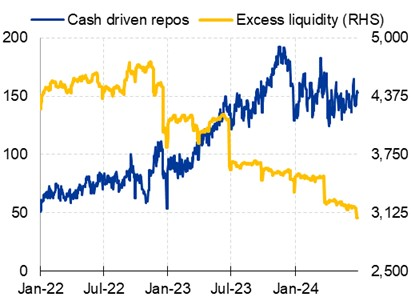 Cash driven repos Excess liquidity (RHS)
200 5,000
150 4,375
100 3,750
50 3,125
0 2,500
Jan-22 Jul-22 Jan-23 Jul-23 Jan-24